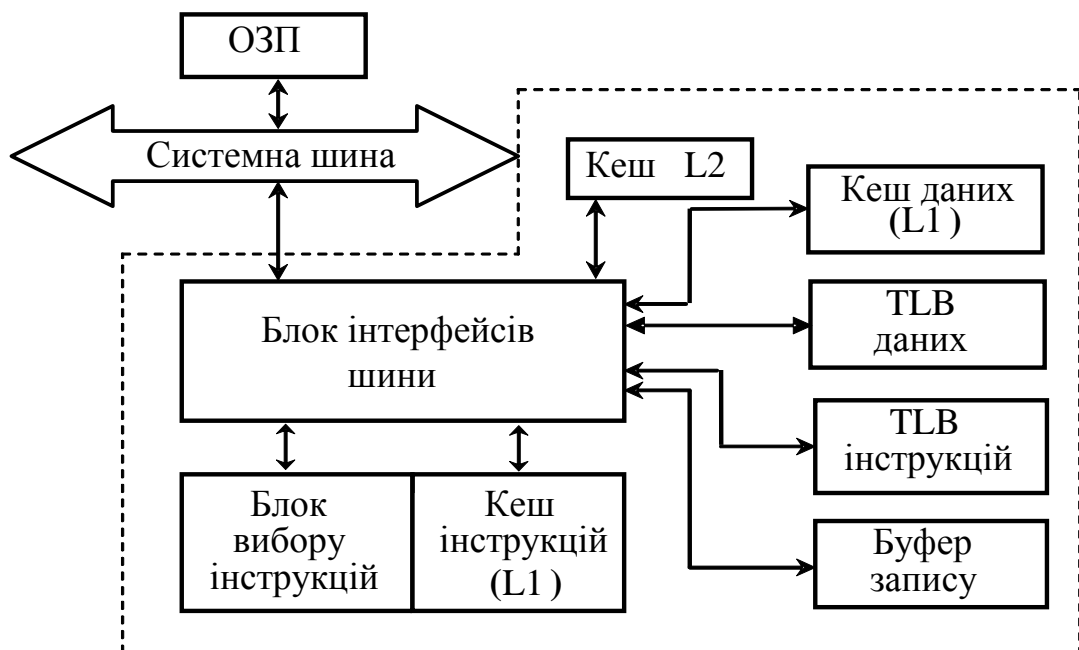 ОЗП
Системна шина
Кеш L2
Кеш даних
(L1)
Блок інтерфейсів
шини
TLB
даних
TLB
інструкцій
Блок
вибору
інструкцій
Кеш
інструкцій
(L1)
Буфер
запису